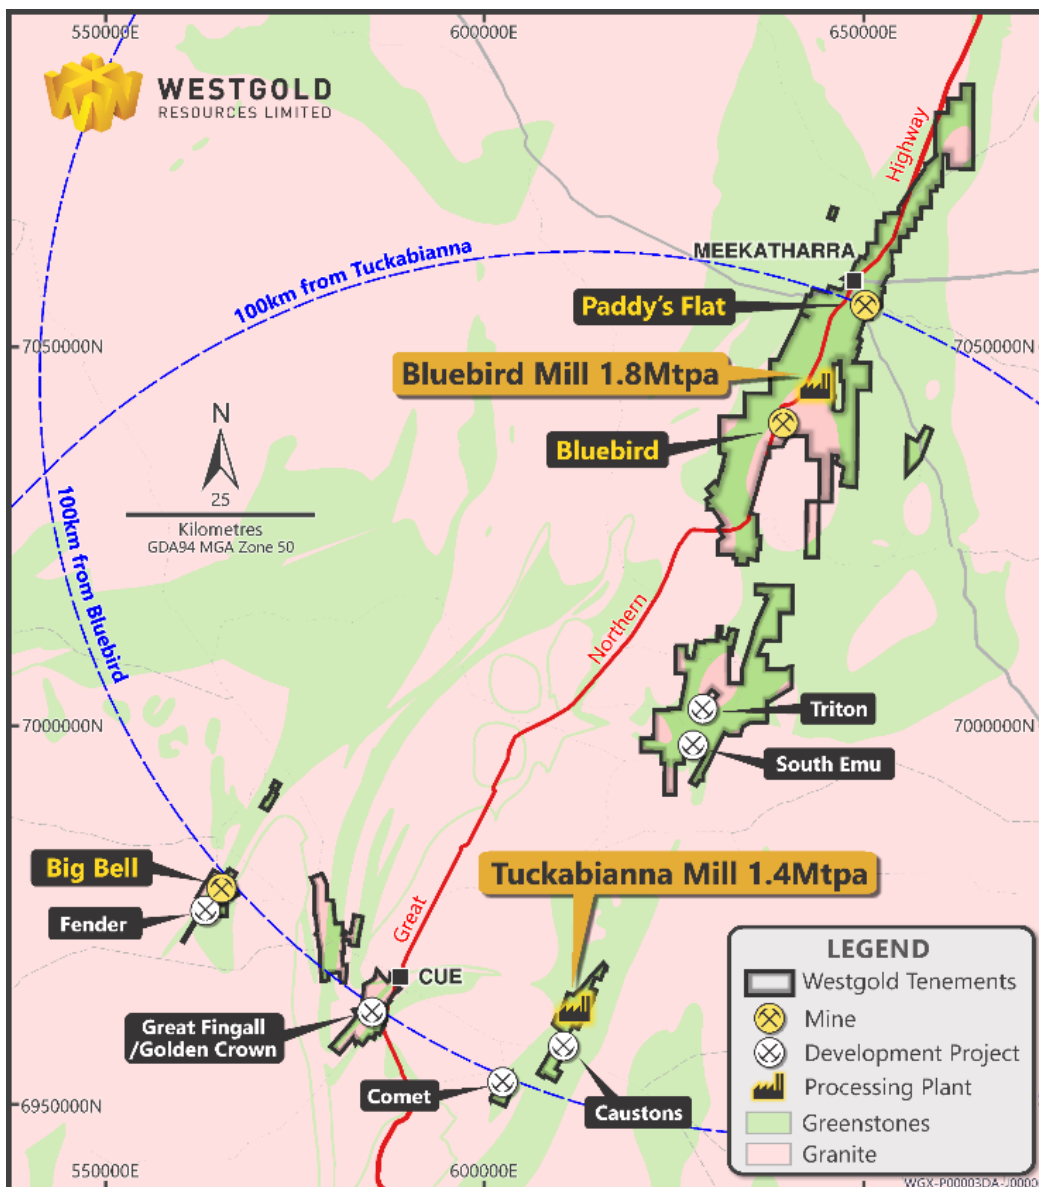 550000E
600000E
650000E
WESTGOLD
RESOURCES LIMITED
Highway
MEEKATHARRA
100km from Tuckabianna
Paddy's Flat
7050000N
7050000N
Bluebird Mill 1.8Mtpa
N
Bluebird
25
Kilometres
GDA94 MGA Zone 50
100km from Bluebird
Northern
Triton
7000000N
7000000N
South Emu
Big Bell
Tuckabianna Mill 1.4Mtpa
Fender
Great
CUE
Great Fingall
/Golden Crown
Comet
Caustons
6950000N
550000E
600000E
LEGEND
Westgold Tenements
Mine
Development Project
Processing Plant
Greenstones
Granite